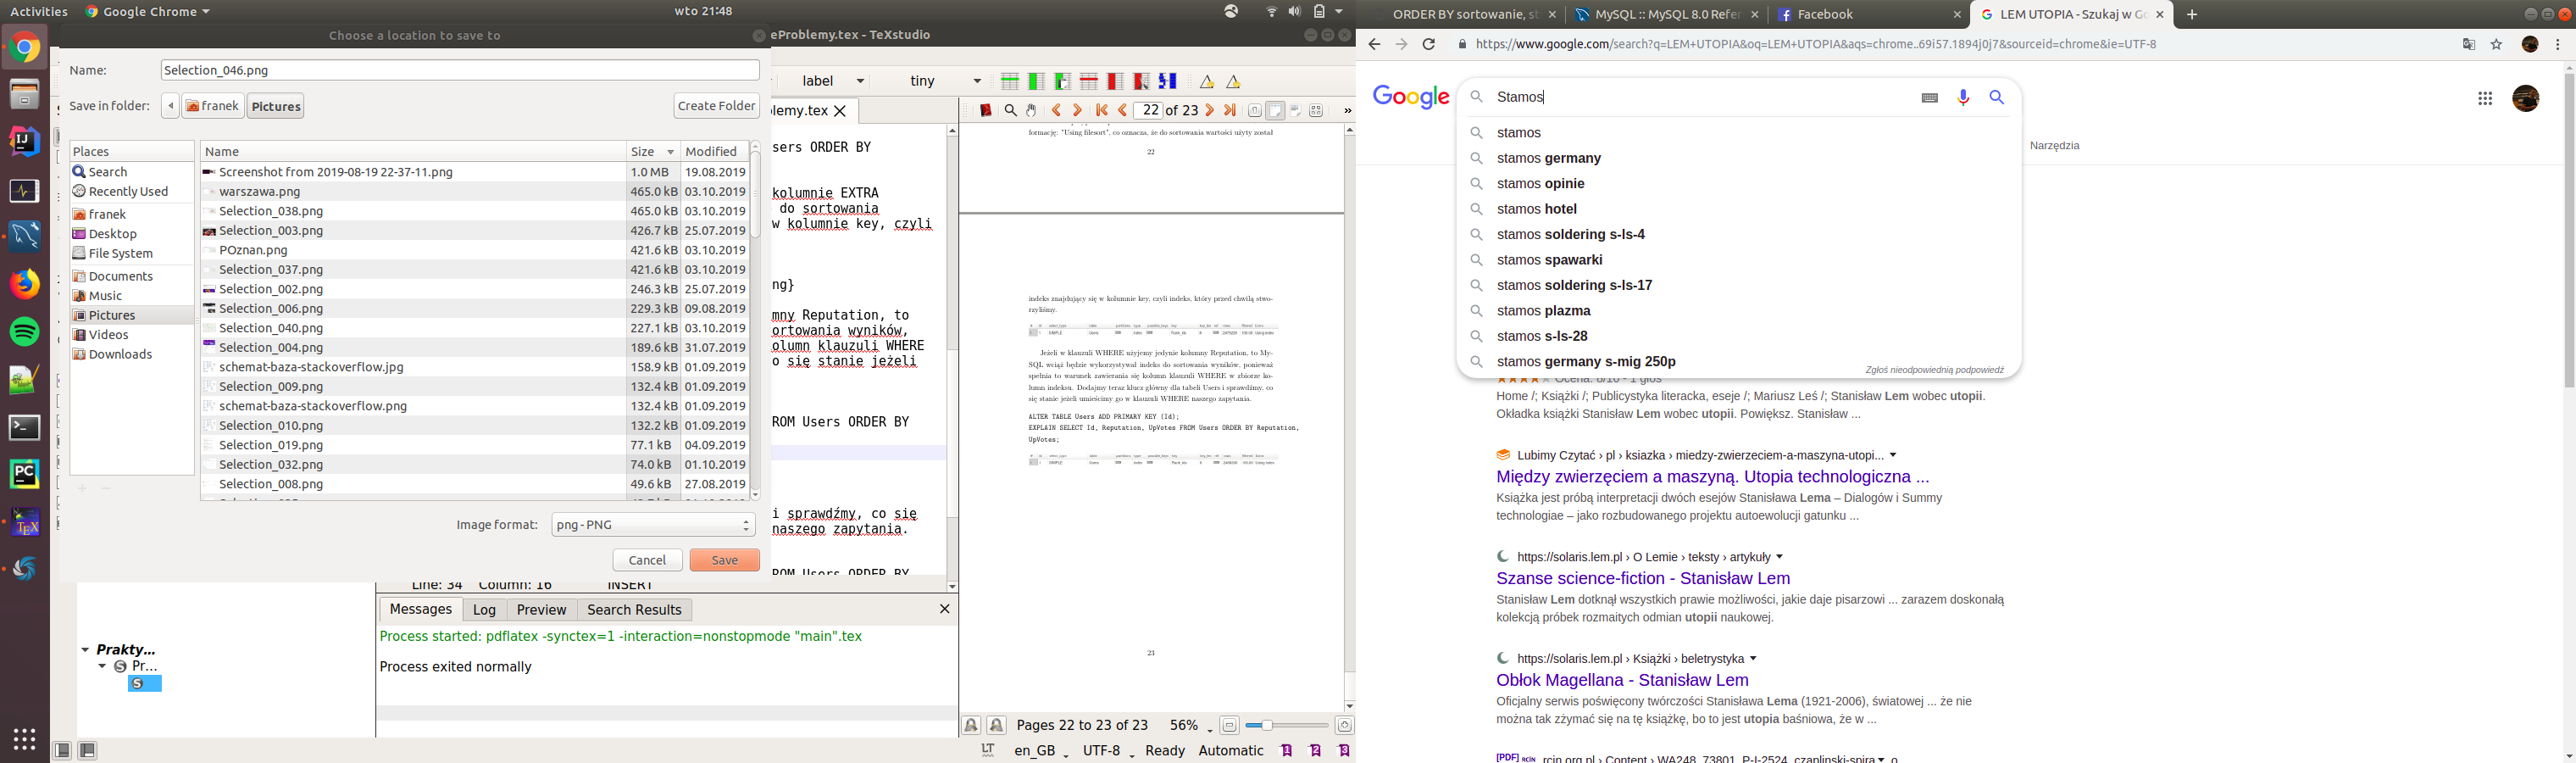 Activities
Google Chrome
wto 21:48
Choose a location to save to
eProblemy.tex - TeXstudio
Name:
Selection_046.png
Save in folder:
franek
Pictures
Create Folder
Places
Search
Recently Used
franek
Desktop
File System
Documents
Music
Pictures
Videos
Downloads
Name Size Modified
Screenshot from 2019-08-19 22-37-11.png 1.0 MB 19.08.2019
warszawa.png 465.0 kB 03.10.2019
Selection_038.png 465.0 kB 03.10.2019
Selection_003.png 426.7 kB 25.07.2019
POznan.png 421.6 kB 03.10.2019
Selection_037.png 421.6 kB 03.10.2019
Selection_002.png 246.3 kB 25.07.2019
Selection_006.png 229.3 kB 09.08.2019
Selection_040.png 227.1 kB 03.10.2019
Selection_004.png 189.6 kB 31.07.2019
schemat-baza-stackoverflow.jpg 158.9 kB 01.09.2019
Selection_009.png 132.4 kB 01.09.2019
schemat-baza-stackoverflow.png 132.4 kB 01.09.2019
Selection_010.png 132.2 kB 01.09.2019
Selection_019.png 77.1 kB 04.09.2019
Selection_032.png 74.0 kB 01.10.2019
Selection_008.png 49.6 kB 27.08.2019
Image format:
png - PNG
Cancel
Save
label
tiny
blemy.tex
22 of 23
sers ORDER BY
kolumnie EXTRA
do sortowania
w kolumnie key, czyli
ng}
mny Reputation, to
ortowania wyników,
olumn klauzuli WHERE
o się stanie jeżeli
ROM Users ORDER BY
i sprawdźmy, co się
naszego zapytania.
ROM Users ORDER BY
Line: 34 Column: 16 INSERT
Messages Log Preview Search Results
Process started: pdflatex -synctex=1 -interaction=nonstopmode "main".tex
Process exited normally
Prakty...
Pr...
formację: "Using filesort", co oznacza, że do sortowania wartości użyty został
22
indeks znajdujący się w kolumnie key, czyli indeks, który przed chwilą stwo-
rzyliśmy.
Jeżeli w klauzuli WHERE użyjemy jedynie kolumny Reputation, to My-
SQL wciąż będzie wykorzystywał indeks do sortowania wyników, ponieważ
spełnia to warunek zawierania się kolumn klauzuli WHERE w zbiorze ko-
lumn indeksu. Dodajmy teraz klucz główny dla tabeli Users i sprawdźmy, co
się stanie jeżeli umieścimy go w klauzuli WHERE naszego zapytania.
ALTER TABLE Users ADD PRIMARY KEY (Id);
EXPLAIN SELECT Id, Reputation, UpVotes FROM Users ORDER BY Reputation,
UpVotes;
23
Pages 22 to 23 of 23 56%
en_GB UTF-8 Ready Automatic
ORDER BY sortowanie, st
MySQL :: MySQL 8.0 Refer
Facebook
LEM UTOPIA - Szukaj w Go
https://www.google.com/search?q=LEM+UTOPIA&oq=LEM+UTOPIA&aqs=chrome..69i57.1894j0j7&sourceid=chrome&ie=UTF-8
Google
Stamos
stamos
stamos germany
stamos opinie
stamos hotel
stamos soldering s-ls-4
stamos spawarki
stamos soldering s-ls-17
stamos plazma
stamos s-ls-28
stamos germany s-mig 250p
Zgłoś nieodpowiednią podpowiedź
Narzędzia
Ocena: 8/10 - 1 głos
Home /; Książki /; Publicystyka literacka, eseje /; Mariusz Leś /; Stanisław Lem wobec utopii.
Okładka książki Stanisław Lem wobec utopii. Powiększ. Stanisław ...
Lubimy Czytać › pl › ksiazka › miedzy-zwierzeciem-a-maszyna-utopi...
Między zwierzęciem a maszyną. Utopia technologiczna ...
Książka jest próbą interpretacji dwóch esejów Stanisława Lema – Dialogów i Summy
technologiae – jako rozbudowanego projektu autoewolucji gatunku ...
https://solaris.lem.pl › O Lemie › teksty › artykuły
Szanse science-fiction - Stanisław Lem
Stanisław Lem dotknął wszystkich prawie możliwości, jakie daje pisarzowi ... zarazem doskonałą
kolekcją próbek rozmaitych odmian utopii naukowej.
https://solaris.lem.pl › Książki › beletrystyka
Obłok Magellana - Stanisław Lem
Oficjalny serwis poświęcony twórczości Stanisława Lema (1921-2006), światowej ... że nie
można tak zżymać się na tę książkę, bo to jest utopia baśniowa, że w ...
[PDF] rcin.org.pl › Content › WA248_73801_P-I-2524_czaplinski-spira